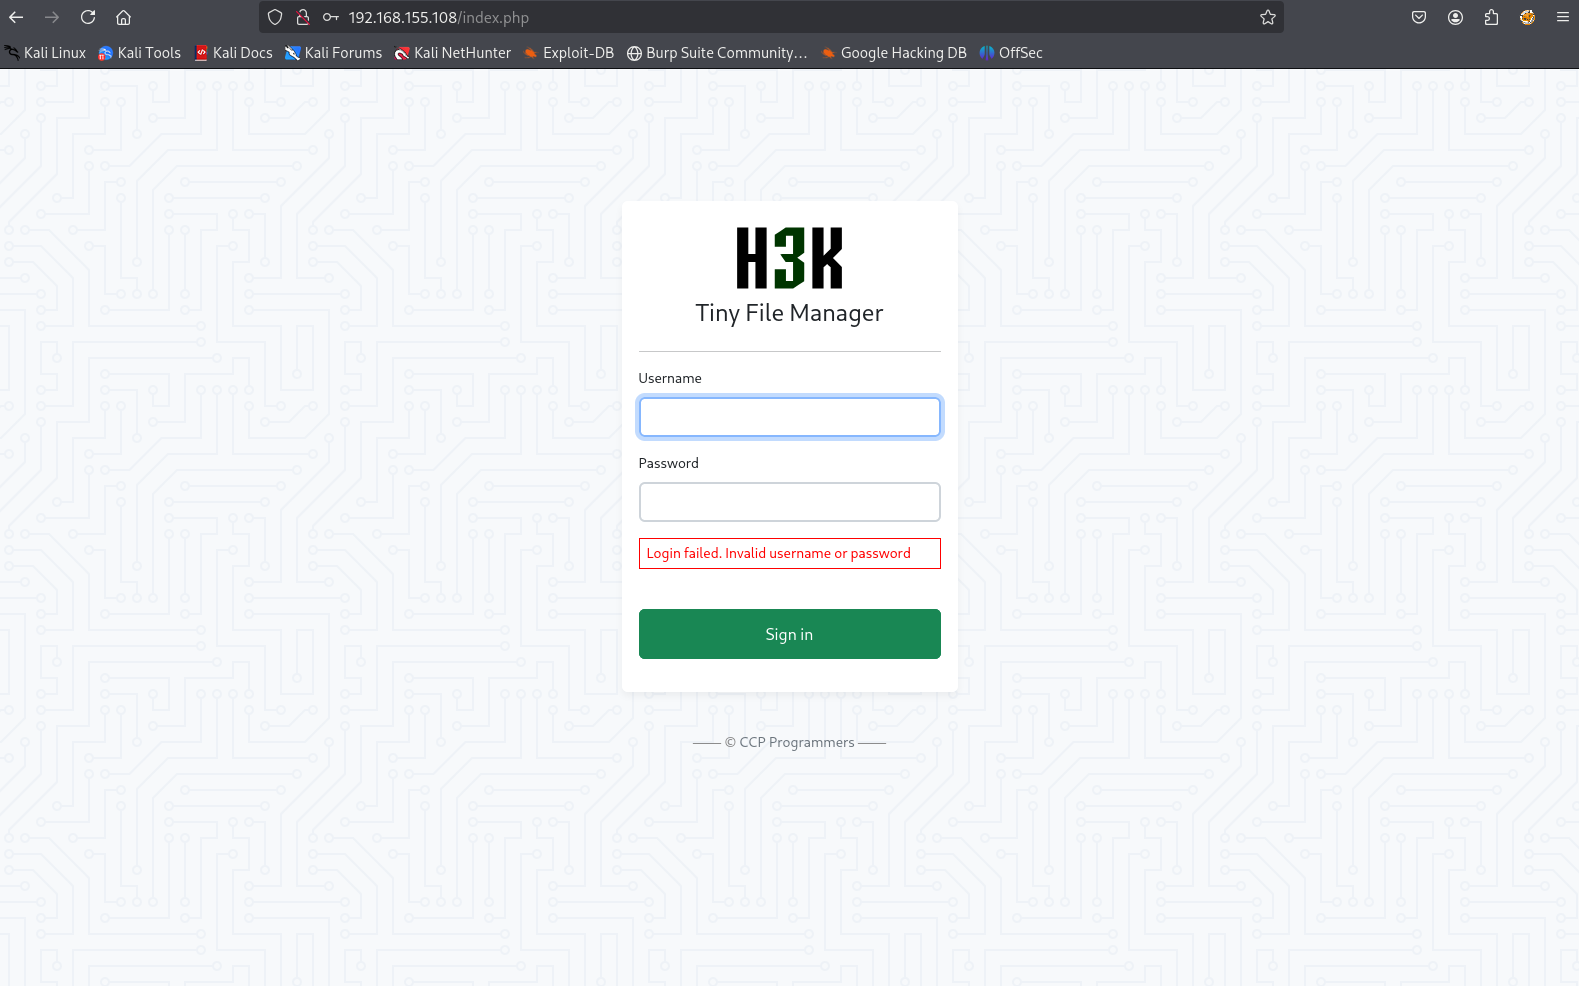 192.168.155.108/index.php
Kali Linux Kali Tools Kali Docs Kali Forums Kali NetHunter Exploit-DB Burp Suite Community... Google Hacking DB OffSec
H3K
Tiny File Manager
Username
Password
Login failed. Invalid username or password
Sign in
—— © CCP Programmers ——